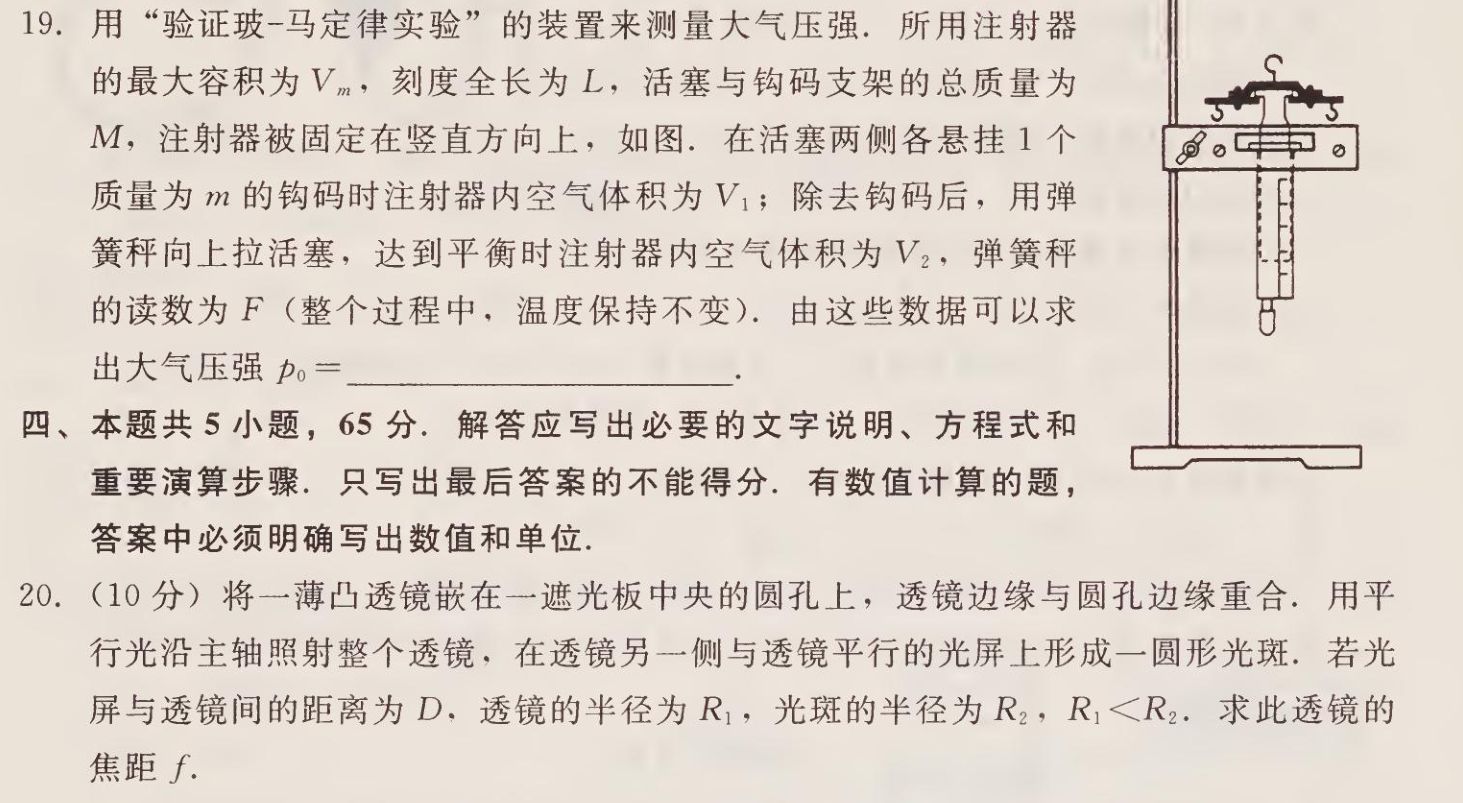 19. 用“验证玻-马定律实验”的装置来测量大气压强. 所用注射器
的最大容积为 Vₘ, 刻度全长为 L, 活塞与钩码支架的总质量为
M, 注射器被固定在竖直方向上, 如图. 在活塞两侧各悬挂 1 个
质量为 m 的钩码时注射器内空气体积为 V₁; 除去钩码后, 用弹
簧秤向上拉活塞, 达到平衡时注射器内空气体积为 V₂, 弹簧秤
的读数为 F (整个过程中, 温度保持不变). 由这些数据可以求
出大气压强 p₀=____________________.
四、本题共 5 小题, 65 分. 解答应写出必要的文字说明、方程式和
重要演算步骤. 只写出最后答案的不能得分. 有数值计算的题,
答案中必须明确写出数值和单位.
20. (10 分) 将一薄凸透镜嵌在一遮光板中央的圆孔上, 透镜边缘与圆孔边缘重合. 用平
行光沿主轴照射整个透镜, 在透镜另一侧与透镜平行的光屏上形成一圆形光斑. 若光
屏与透镜间的距离为 D, 透镜的半径为 R₁, 光斑的半径为 R₂, R₁<R₂. 求此透镜的
焦距 f.